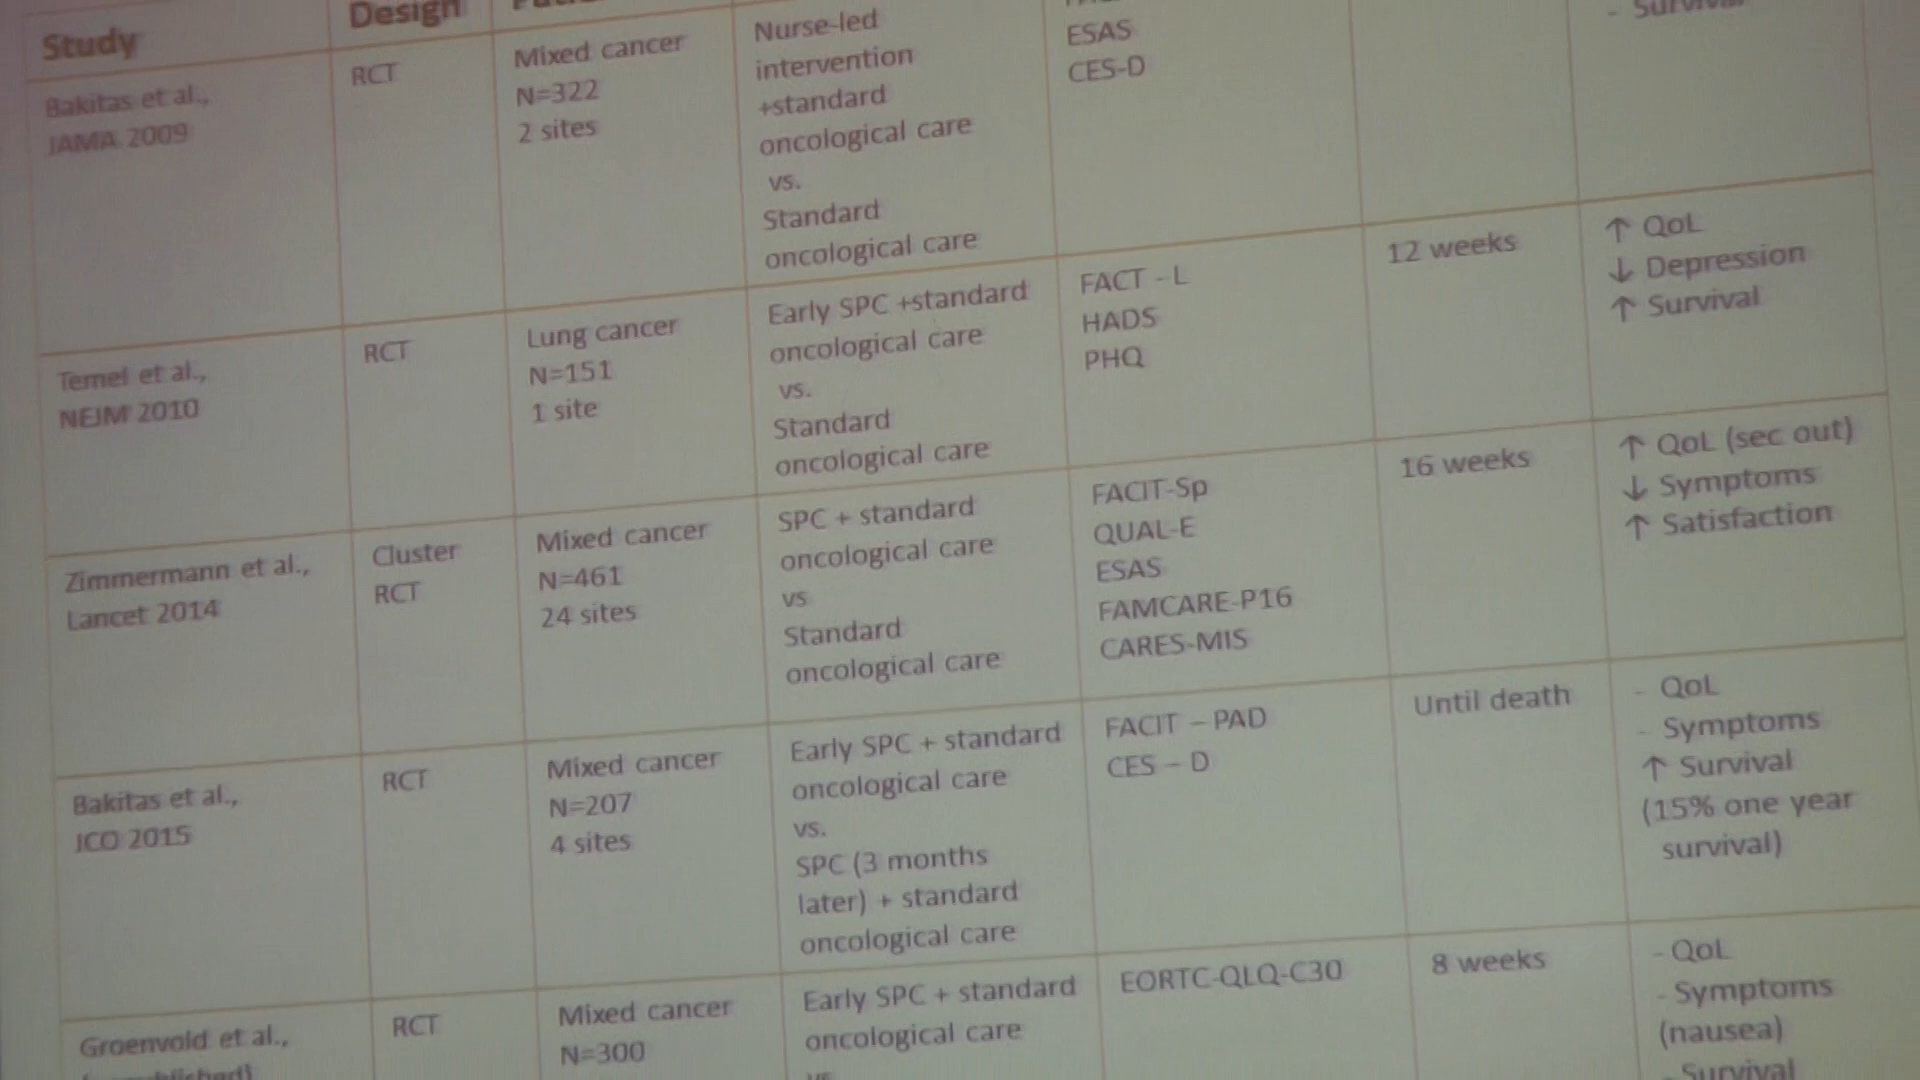 Study
Design
Bakitas et al.,
JAMA 2009
RCT
Mixed cancer
N=322
2 sites
Nurse-led
intervention
+standard
oncological care
vs.
Standard
oncological care
ESAS
CES-D
- Survival
Temel et al.,
NEJM 2010
RCT
Lung cancer
N=151
1 site
Early SPC +standard
oncological care
vs.
Standard
oncological care
FACT - L
HADS
PHQ
12 weeks
↑ QoL
↓ Depression
↑ Survival
Zimmermann et al.,
Lancet 2014
Cluster
RCT
Mixed cancer
N=461
24 sites
SPC + standard
oncological care
vs
Standard
oncological care
FACIT-Sp
QUAL-E
ESAS
FAMCARE-P16
CARES-MIS
16 weeks
↑ QoL (sec out)
↓ Symptoms
↑ Satisfaction
Bakitas et al.,
JCO 2015
RCT
Mixed cancer
N=207
4 sites
Early SPC + standard
oncological care
vs.
SPC (3 months
later) + standard
oncological care
FACIT – PAD
CES – D
Until death
- QoL
- Symptoms
↑ Survival
(15% one year
survival)
Groenvold et al.,
RCT
Mixed cancer
N=300
Early SPC + standard
oncological care
vs
EORTC-QLQ-C30
8 weeks
- QoL
- Symptoms
(nausea)
- Survival